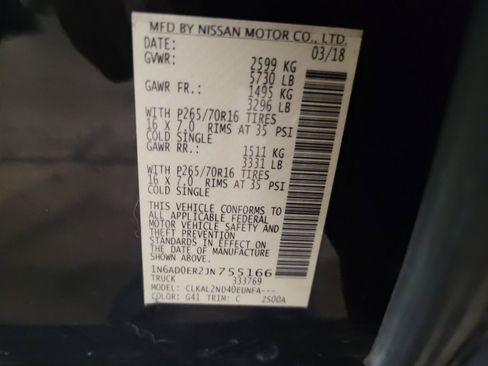 MFD BY NISSAN MOTOR CO., LTD.
DATE: 03/18
GVWR: 2599 KG
5730 LB
GAWR FR.: 1495 KG
3296 LB
WITH P265/70R16 TIRES
16 X 7.0 RIMS AT 35 PSI
COLD SINGLE
GAWR RR.: 1511 KG
3331 LB
WITH P265/70R16 TIRES
16 X 7.0 RIMS AT 35 PSI
COLD SINGLE
THIS VEHICLE CONFORMS TO
ALL APPLICABLE FEDERAL
MOTOR VEHICLE SAFETY AND
THEFT PREVENTION
STANDARDS IN EFFECT ON
THE DATE OF MANUFACTURE
SHOWN ABOVE.
1N6AD0ER2JN755166
TRUCK 333769
MODEL: CLKAL2ND40EUNFA---
COLOR: G41 TRIM: C 2S00A